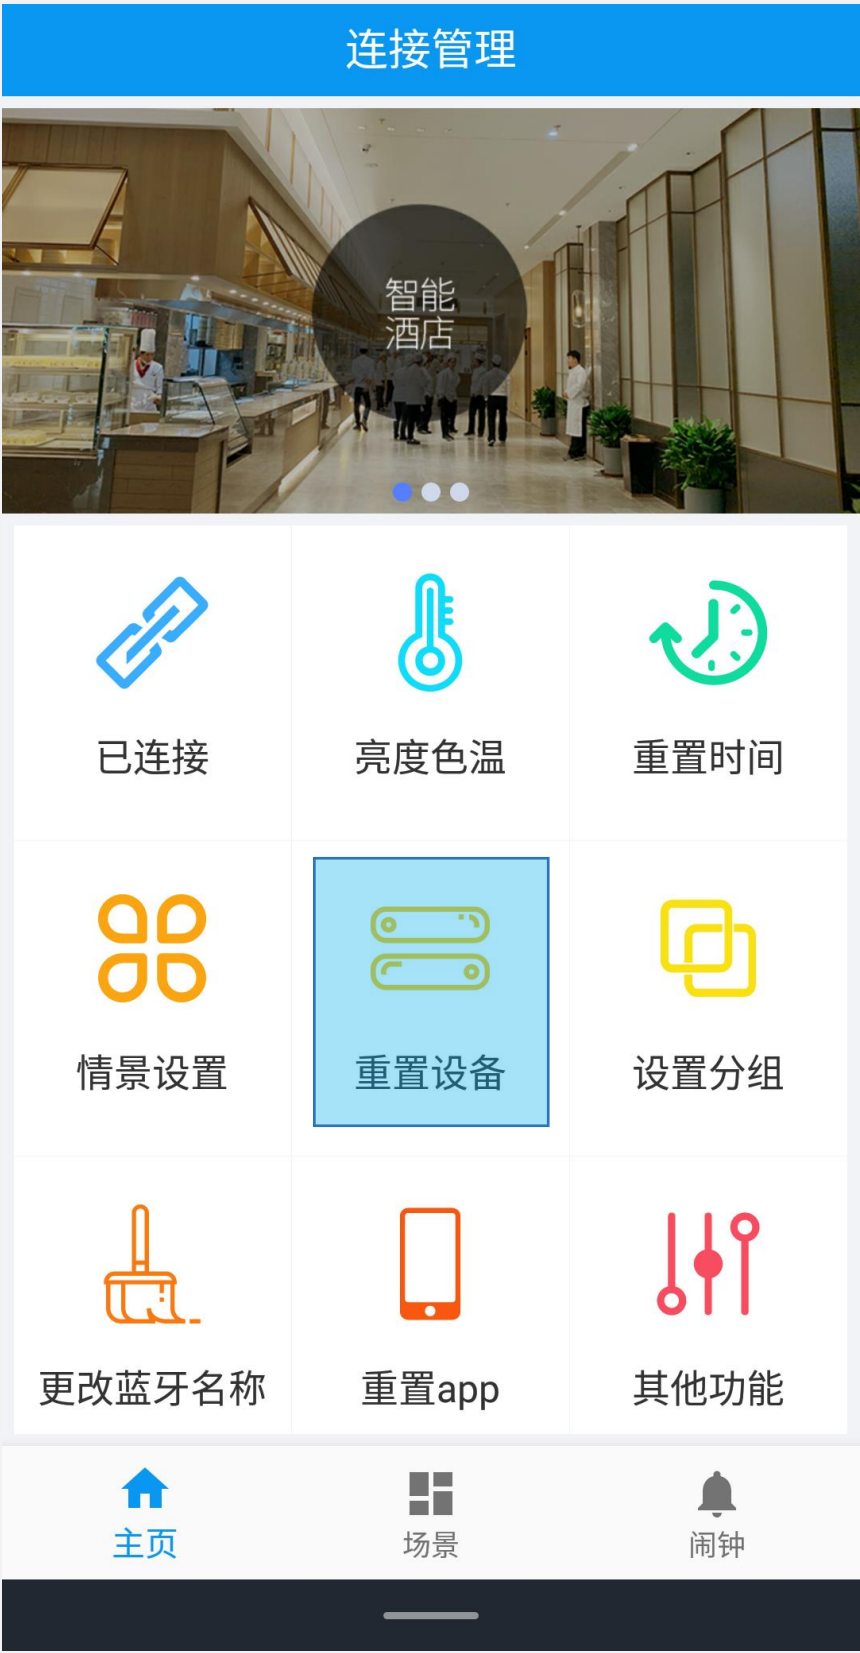 连接管理
智能
酒店
已连接
亮度色温
重置时间
情景设置
重置设备
设置分组
更改蓝牙名称
重置app
其他功能
主页
场景
闹钟